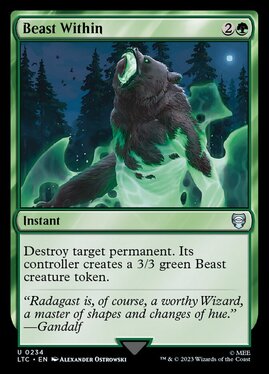 Beast Within 2
Instant
Destroy target permanent. Its
controller creates a 3/3 green Beast
creature token.
“Radagast is, of course, a worthy Wizard,
a master of shapes and changes of hue.”
—Gandalf
U 0234
LTC • EN ALEXANDER OSTROWSKI
© MEE
™ & © 2023 Wizards of the Coast